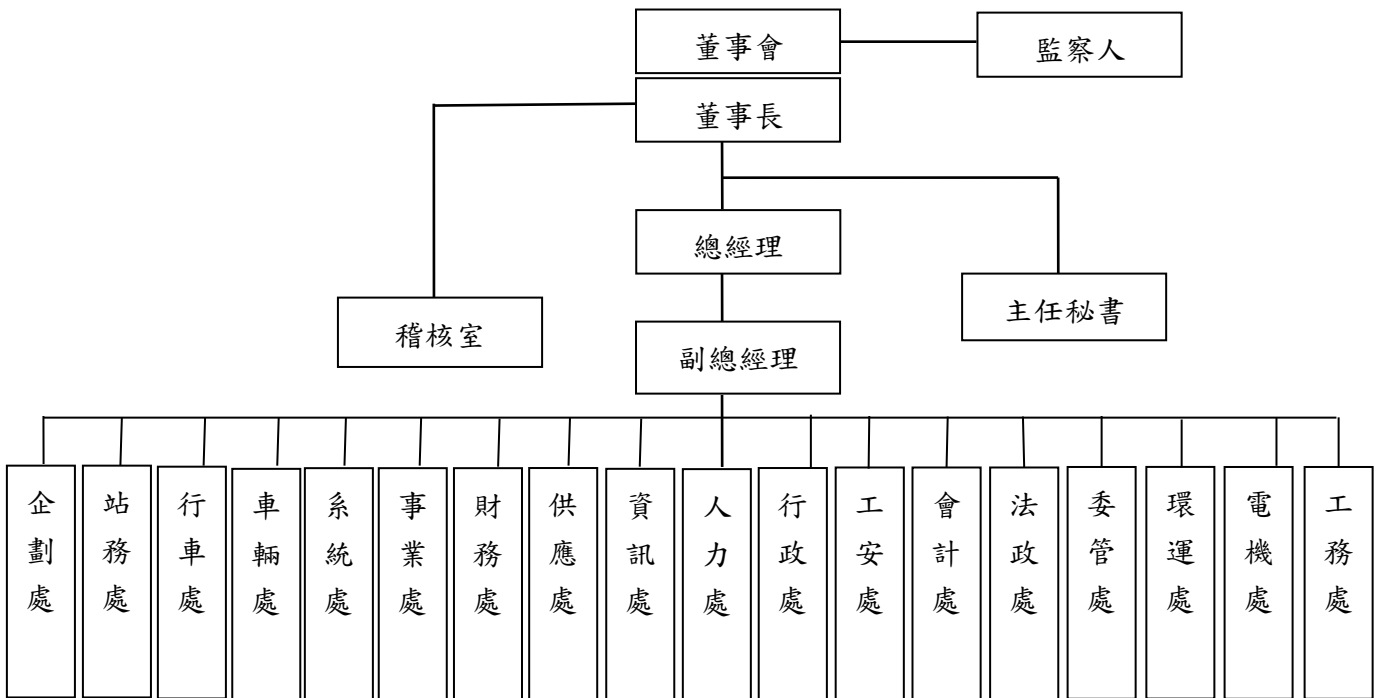 董事會
監察人
董事長
總經理
主任秘書
稽核室
副總經理
企劃處
站務處
行車處
車輛處
系統處
事業處
財務處
供應處
資訊處
人力處
行政處
工安處
會計處
法政處
委管處
環運處
電機處
工務處